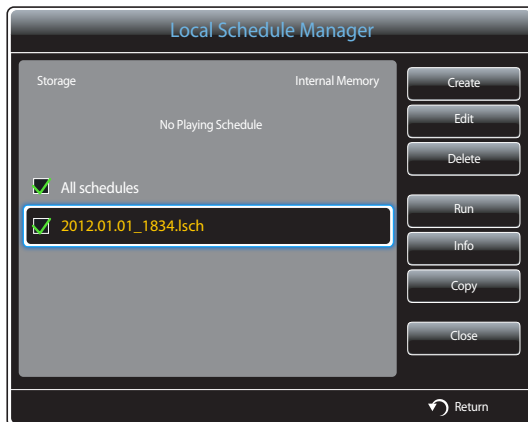 Local Schedule Manager
Storage Internal Memory
No Playing Schedule
All schedules
2012.01.01_1834.lsch
Create
Edit
Delete
Run
Info
Copy
Close
Return